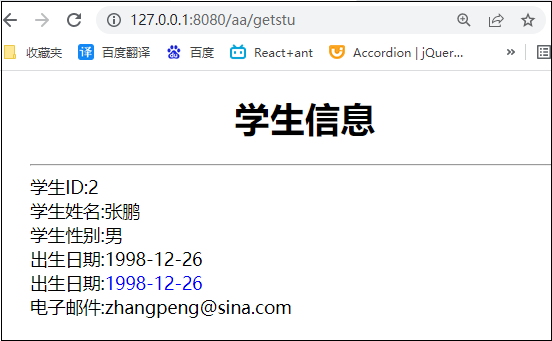 127.0.0.1:8080/aa/getstu
收藏夹 译 百度翻译 百度 React+ant Accordion | jQuer... »
学生信息
学生ID:2
学生姓名:张鹏
学生性别:男
出生日期:1998-12-26
出生日期:1998-12-26
电子邮件:zhangpeng@sina.com